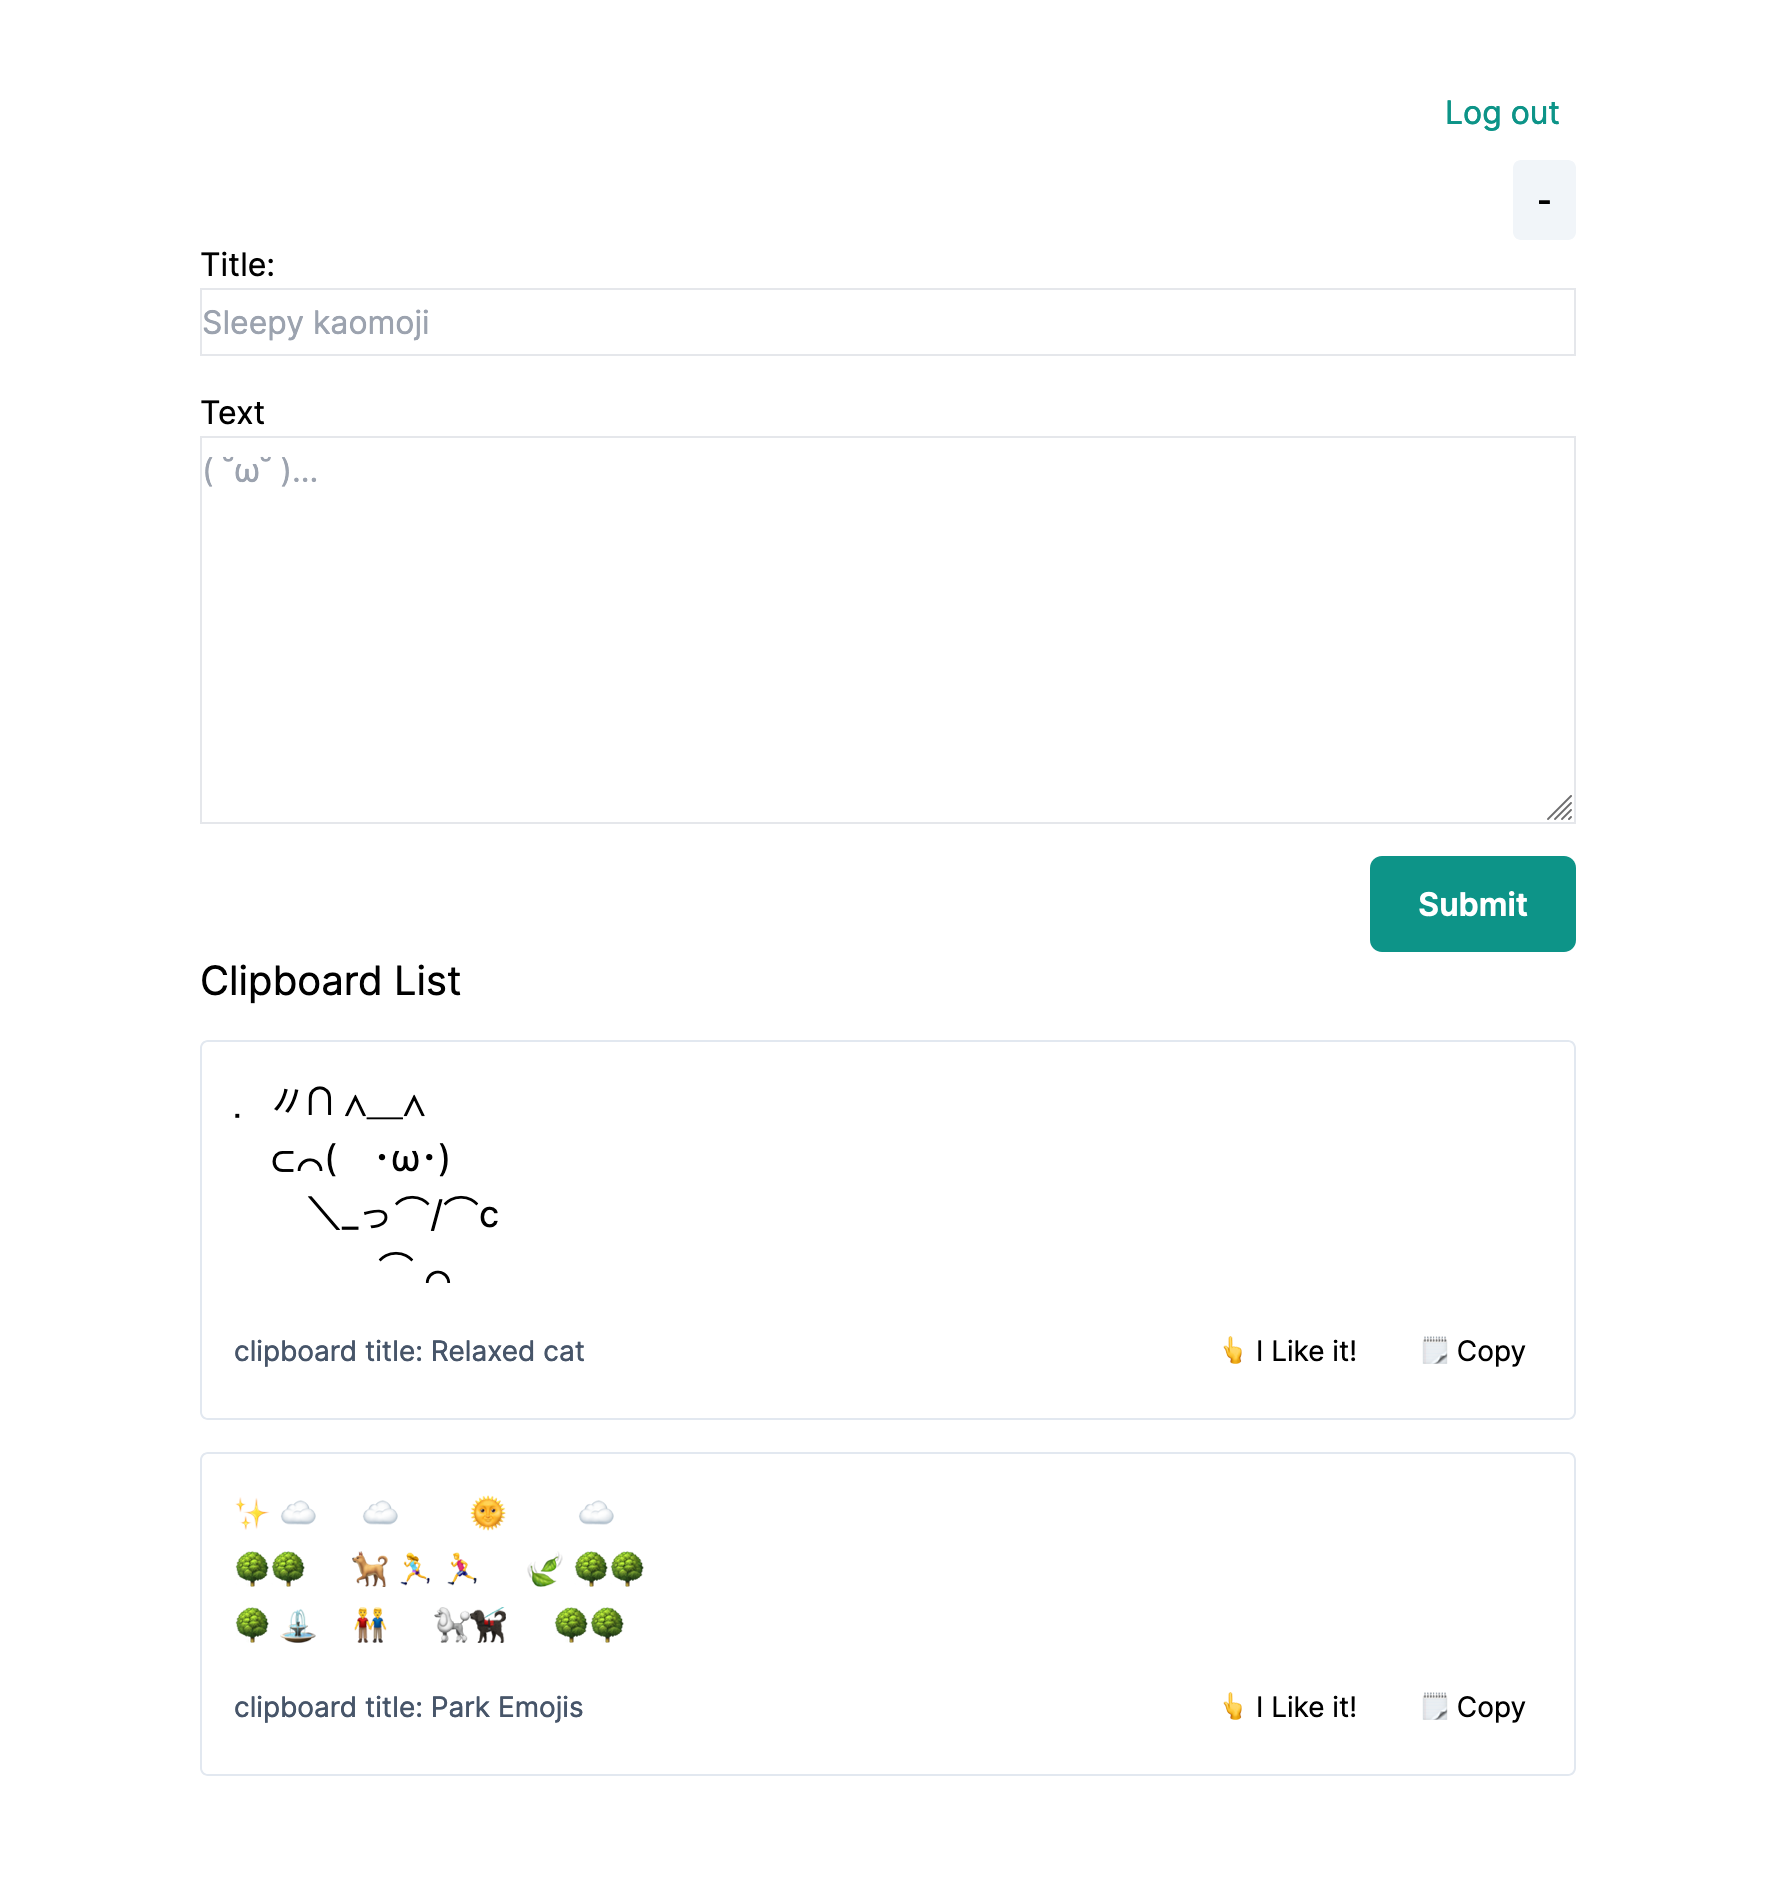 Log out
-
Title:
Sleepy kaomoji
Text
( ˘ω˘ )...
Submit
Clipboard List
.　〃∩ ∧＿∧
　⊂⌒(　･ω･)
　　＼_っ⌒/⌒c
　　　　⌒ ⌒
clipboard title: Relaxed cat
👆 I Like it!
🗒️ Copy
✨ ☁️　☁️　　🌞　　☁️
🌳🌳　🐕🏃‍♀️ 🏃　🍃 🌳🌳
🌳 ⛲　👬　🐩🐕‍🦺　🌳🌳
clipboard title: Park Emojis
👆 I Like it!
🗒️ Copy